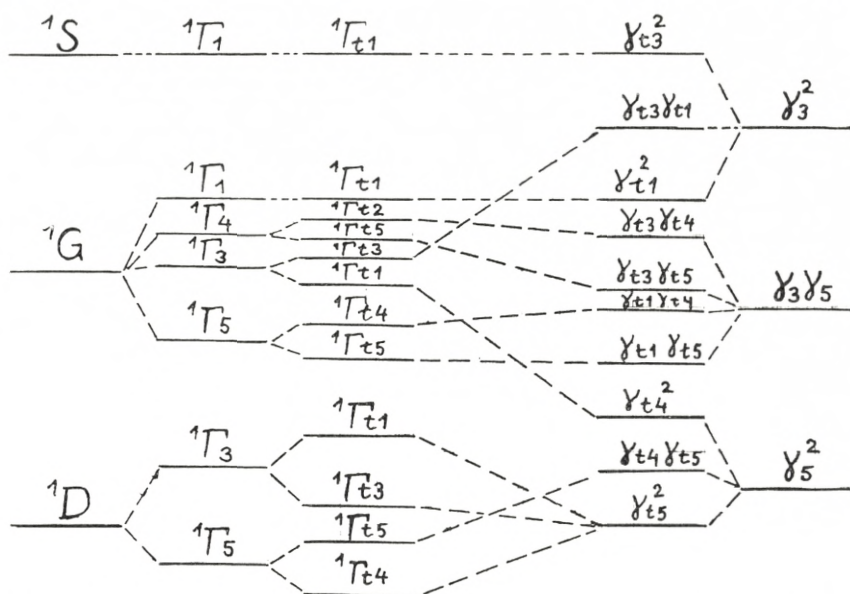 ¹S ¹Γ₁ ¹Γt1 γt3²
γt3γt1 γ3²
¹Γ₁ ¹Γt1 γt1²
¹Γ₄ ¹Γt2 γt3γt4
¹G ¹Γ₃ ¹Γt5 γt3γt5 γ3γ5
¹Γt3
¹Γt1 γt1γt4
¹Γ₅ ¹Γt4
¹Γt5 γt1γt5
γt4²
¹Γ₃ ¹Γt1 γt4γt5 γ5²
¹D ¹Γt3 γt5²
¹Γ₅ ¹Γt5
¹Γt4